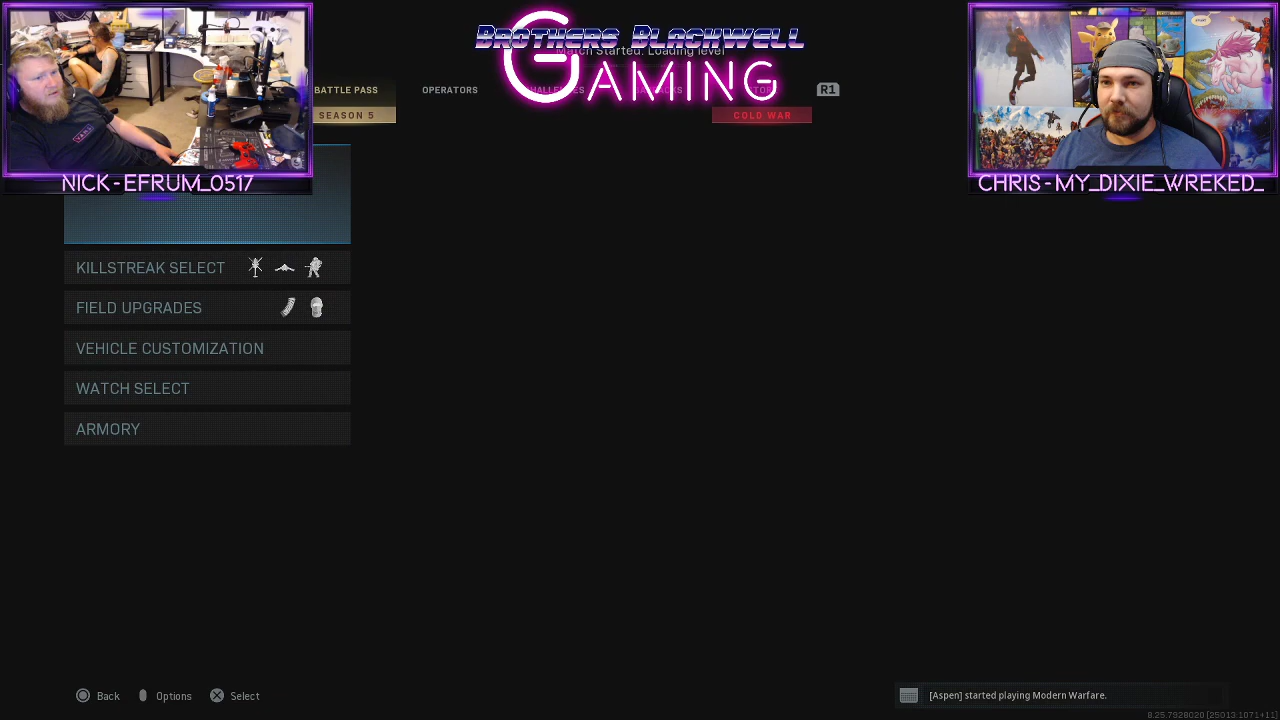 BROTHERS BLACKWELL
Match Started. Loading level
GAMING
BATTLE PASS
OPERATORS
R1
SEASON 5
COLD WAR
NICK - EFRUM_0517
CHRIS - MY_DIXIE_WREKED_
KILLSTREAK SELECT
FIELD UPGRADES
VEHICLE CUSTOMIZATION
WATCH SELECT
ARMORY
Back
Options
Select
[Aspen] started playing Modern Warfare.